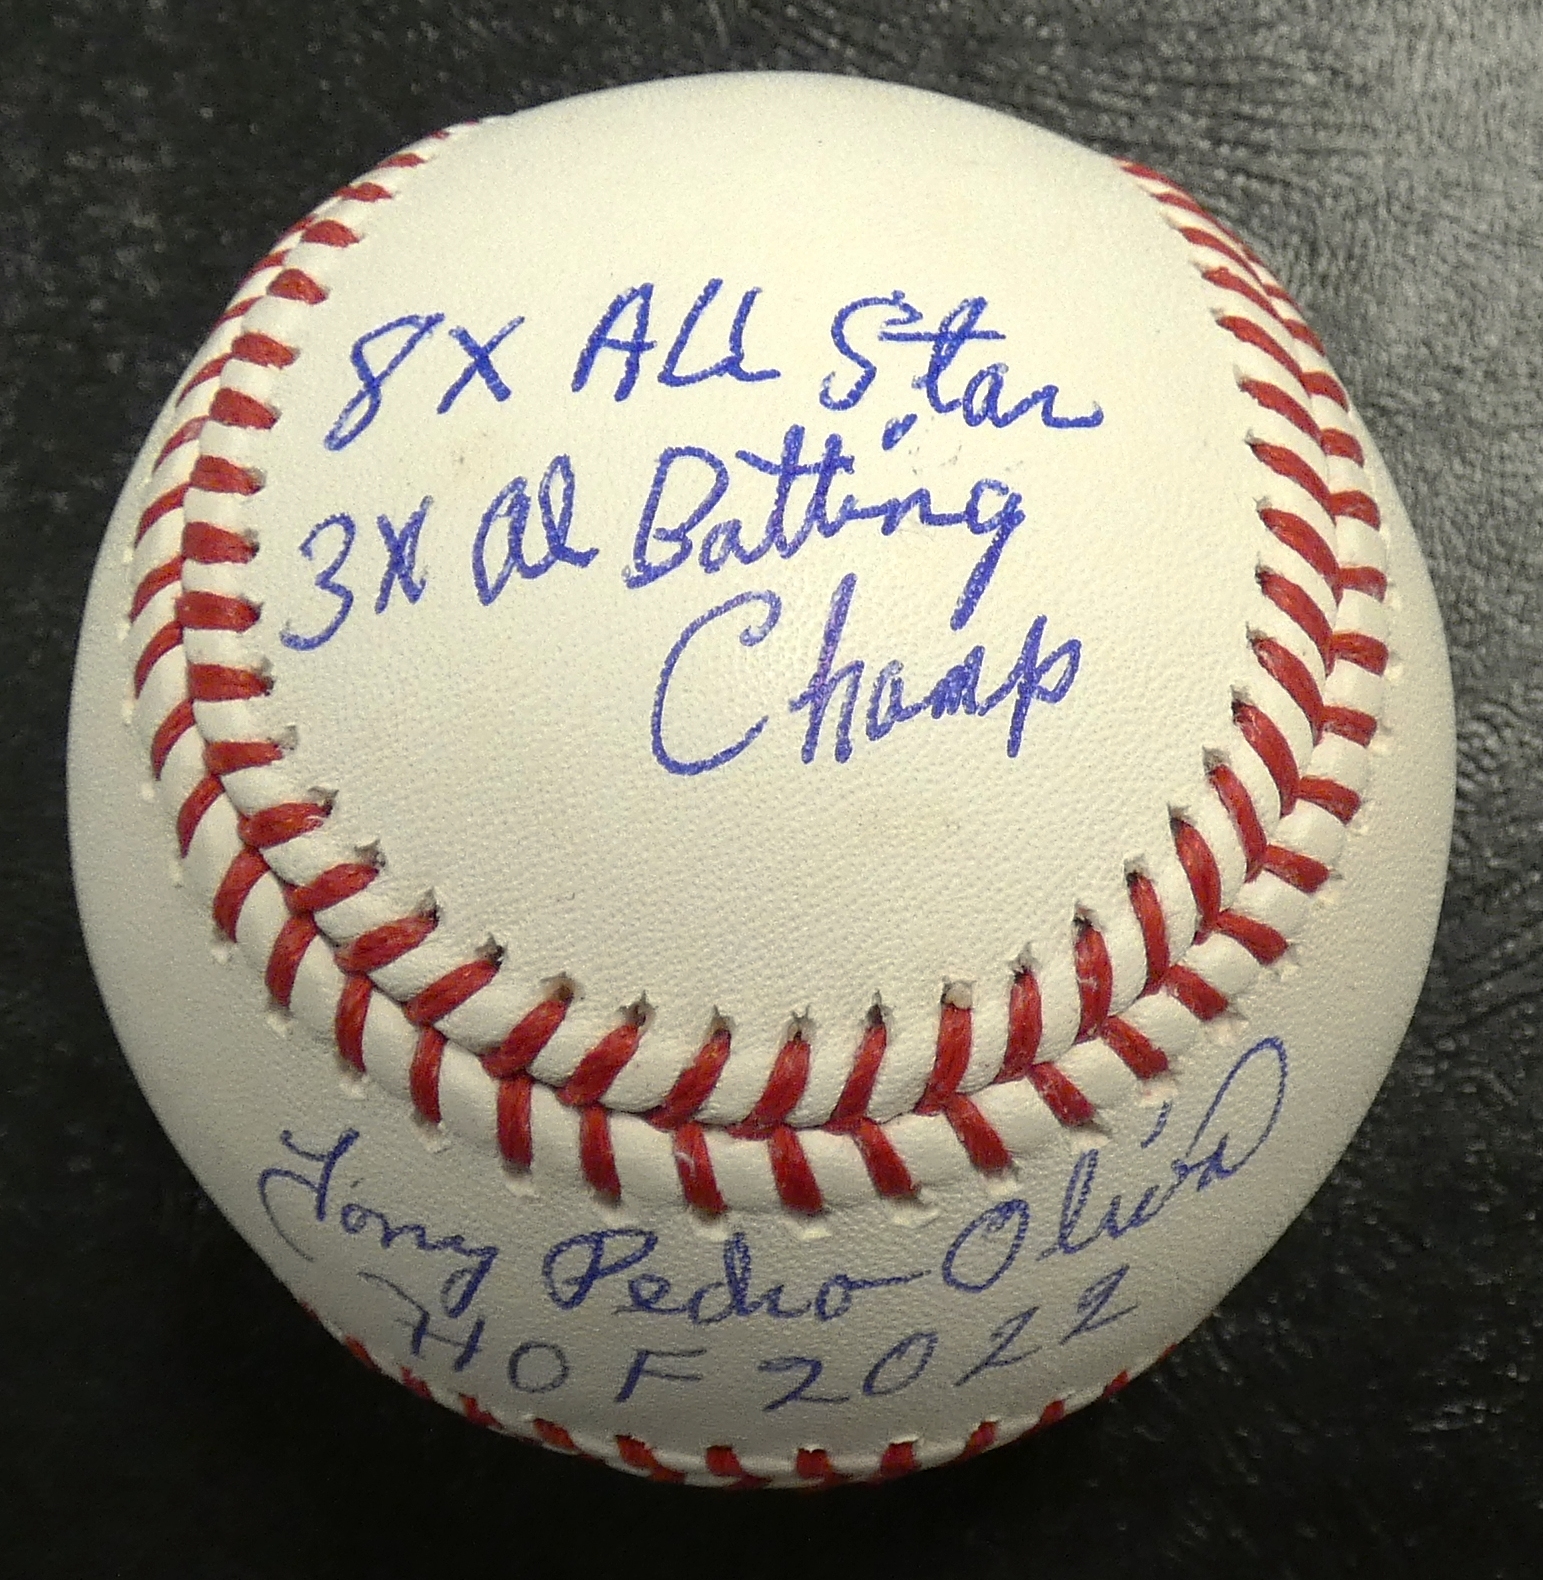 8X All Star
3X Al Batting
Champ
Tony Pedro Oliva
HOF 2022